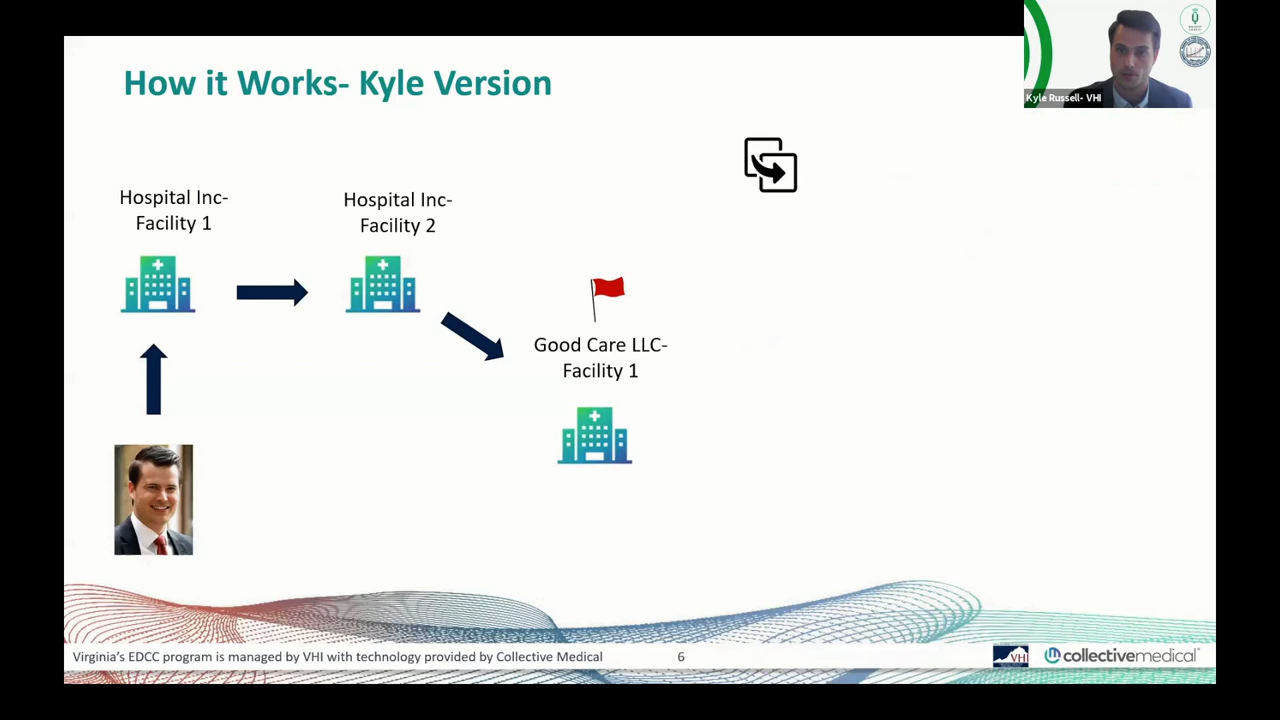 How it Works- Kyle Version
Kyle Russell- VHI
Hospital Inc-
Facility 1
Hospital Inc-
Facility 2
Good Care LLC-
Facility 1
Virginia's EDCC program is managed by VHI with technology provided by Collective Medical
6
VHI
collectivemedical